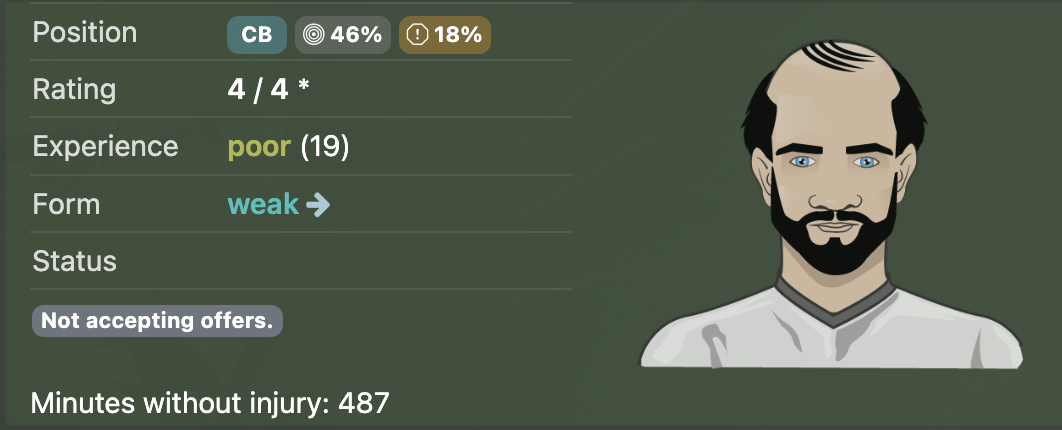 Position CB 46% 18%
Rating 4 / 4 *
Experience poor (19)
Form weak →
Status
Not accepting offers.
Minutes without injury: 487